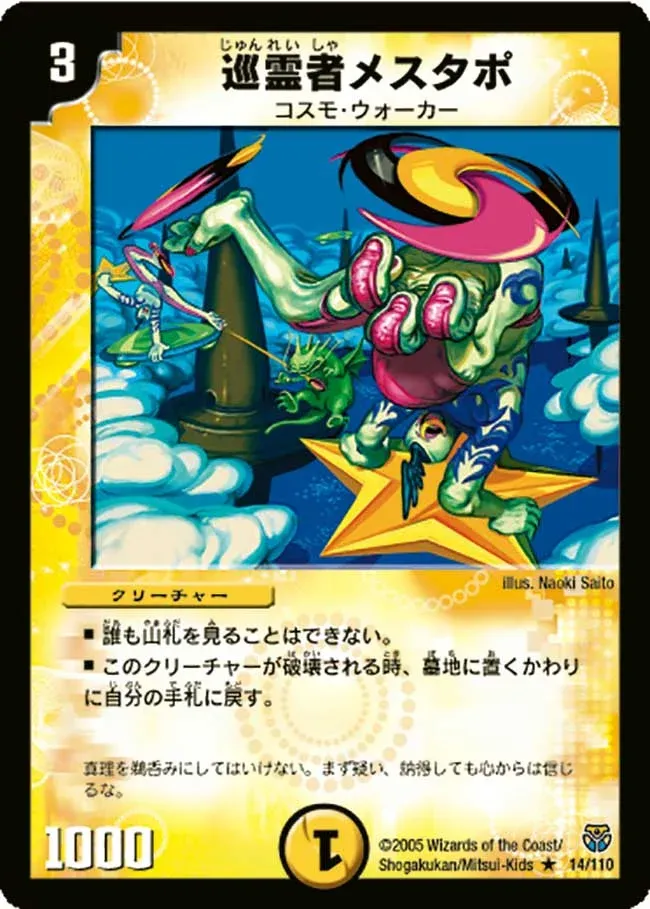 3
じゅんれいしゃ
巡霊者メスタポ
コスモ・ウォーカー
illus. Naoki Saito
クリーチャー
■ 誰も山札を見ることはできない。
■ このクリーチャーが破壊される時、墓地に置くかわり
に自分の手札に戻す。
真理を鵜呑みにしてはいけない。まず疑い、納得しても心からは信じ
るな。
1000
1
©2005 Wizards of the Coast/
Shogakukan/Mitsui-Kids ★ 14/110